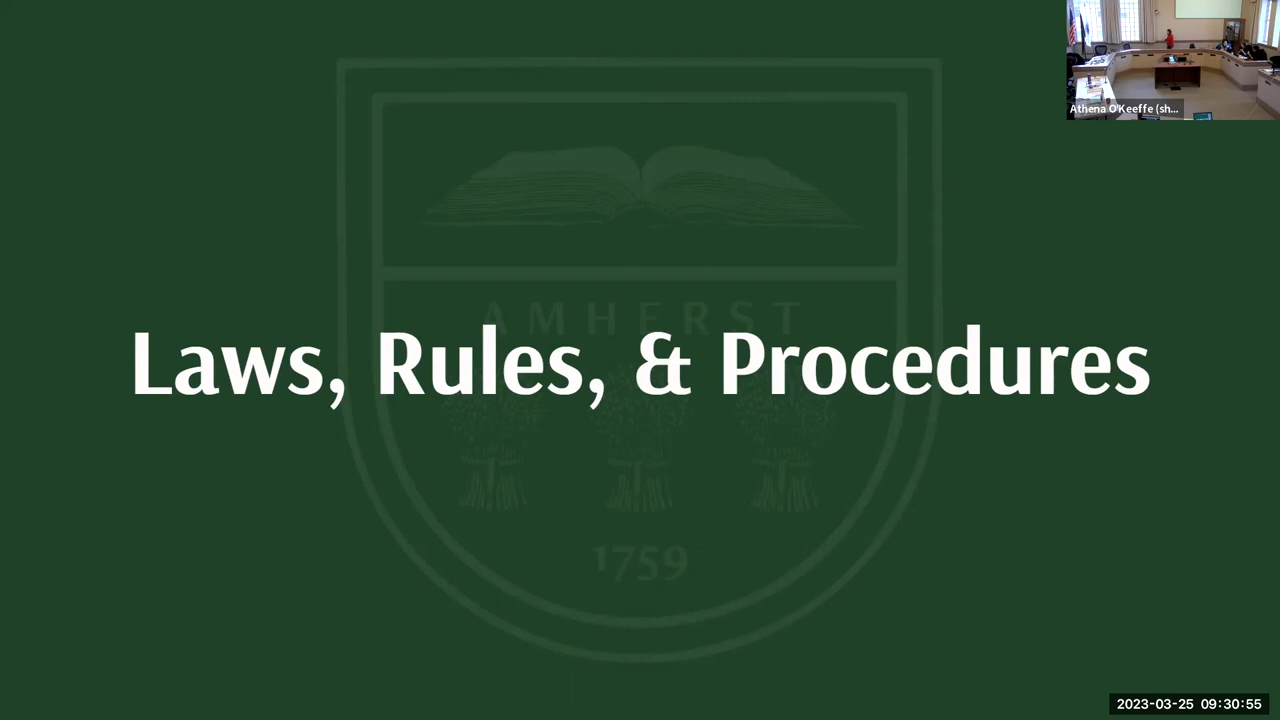 Athena O'Keeffe (sh...
AMHERST
Laws, Rules, & Procedures
1759
2023-03-25 09:30:55